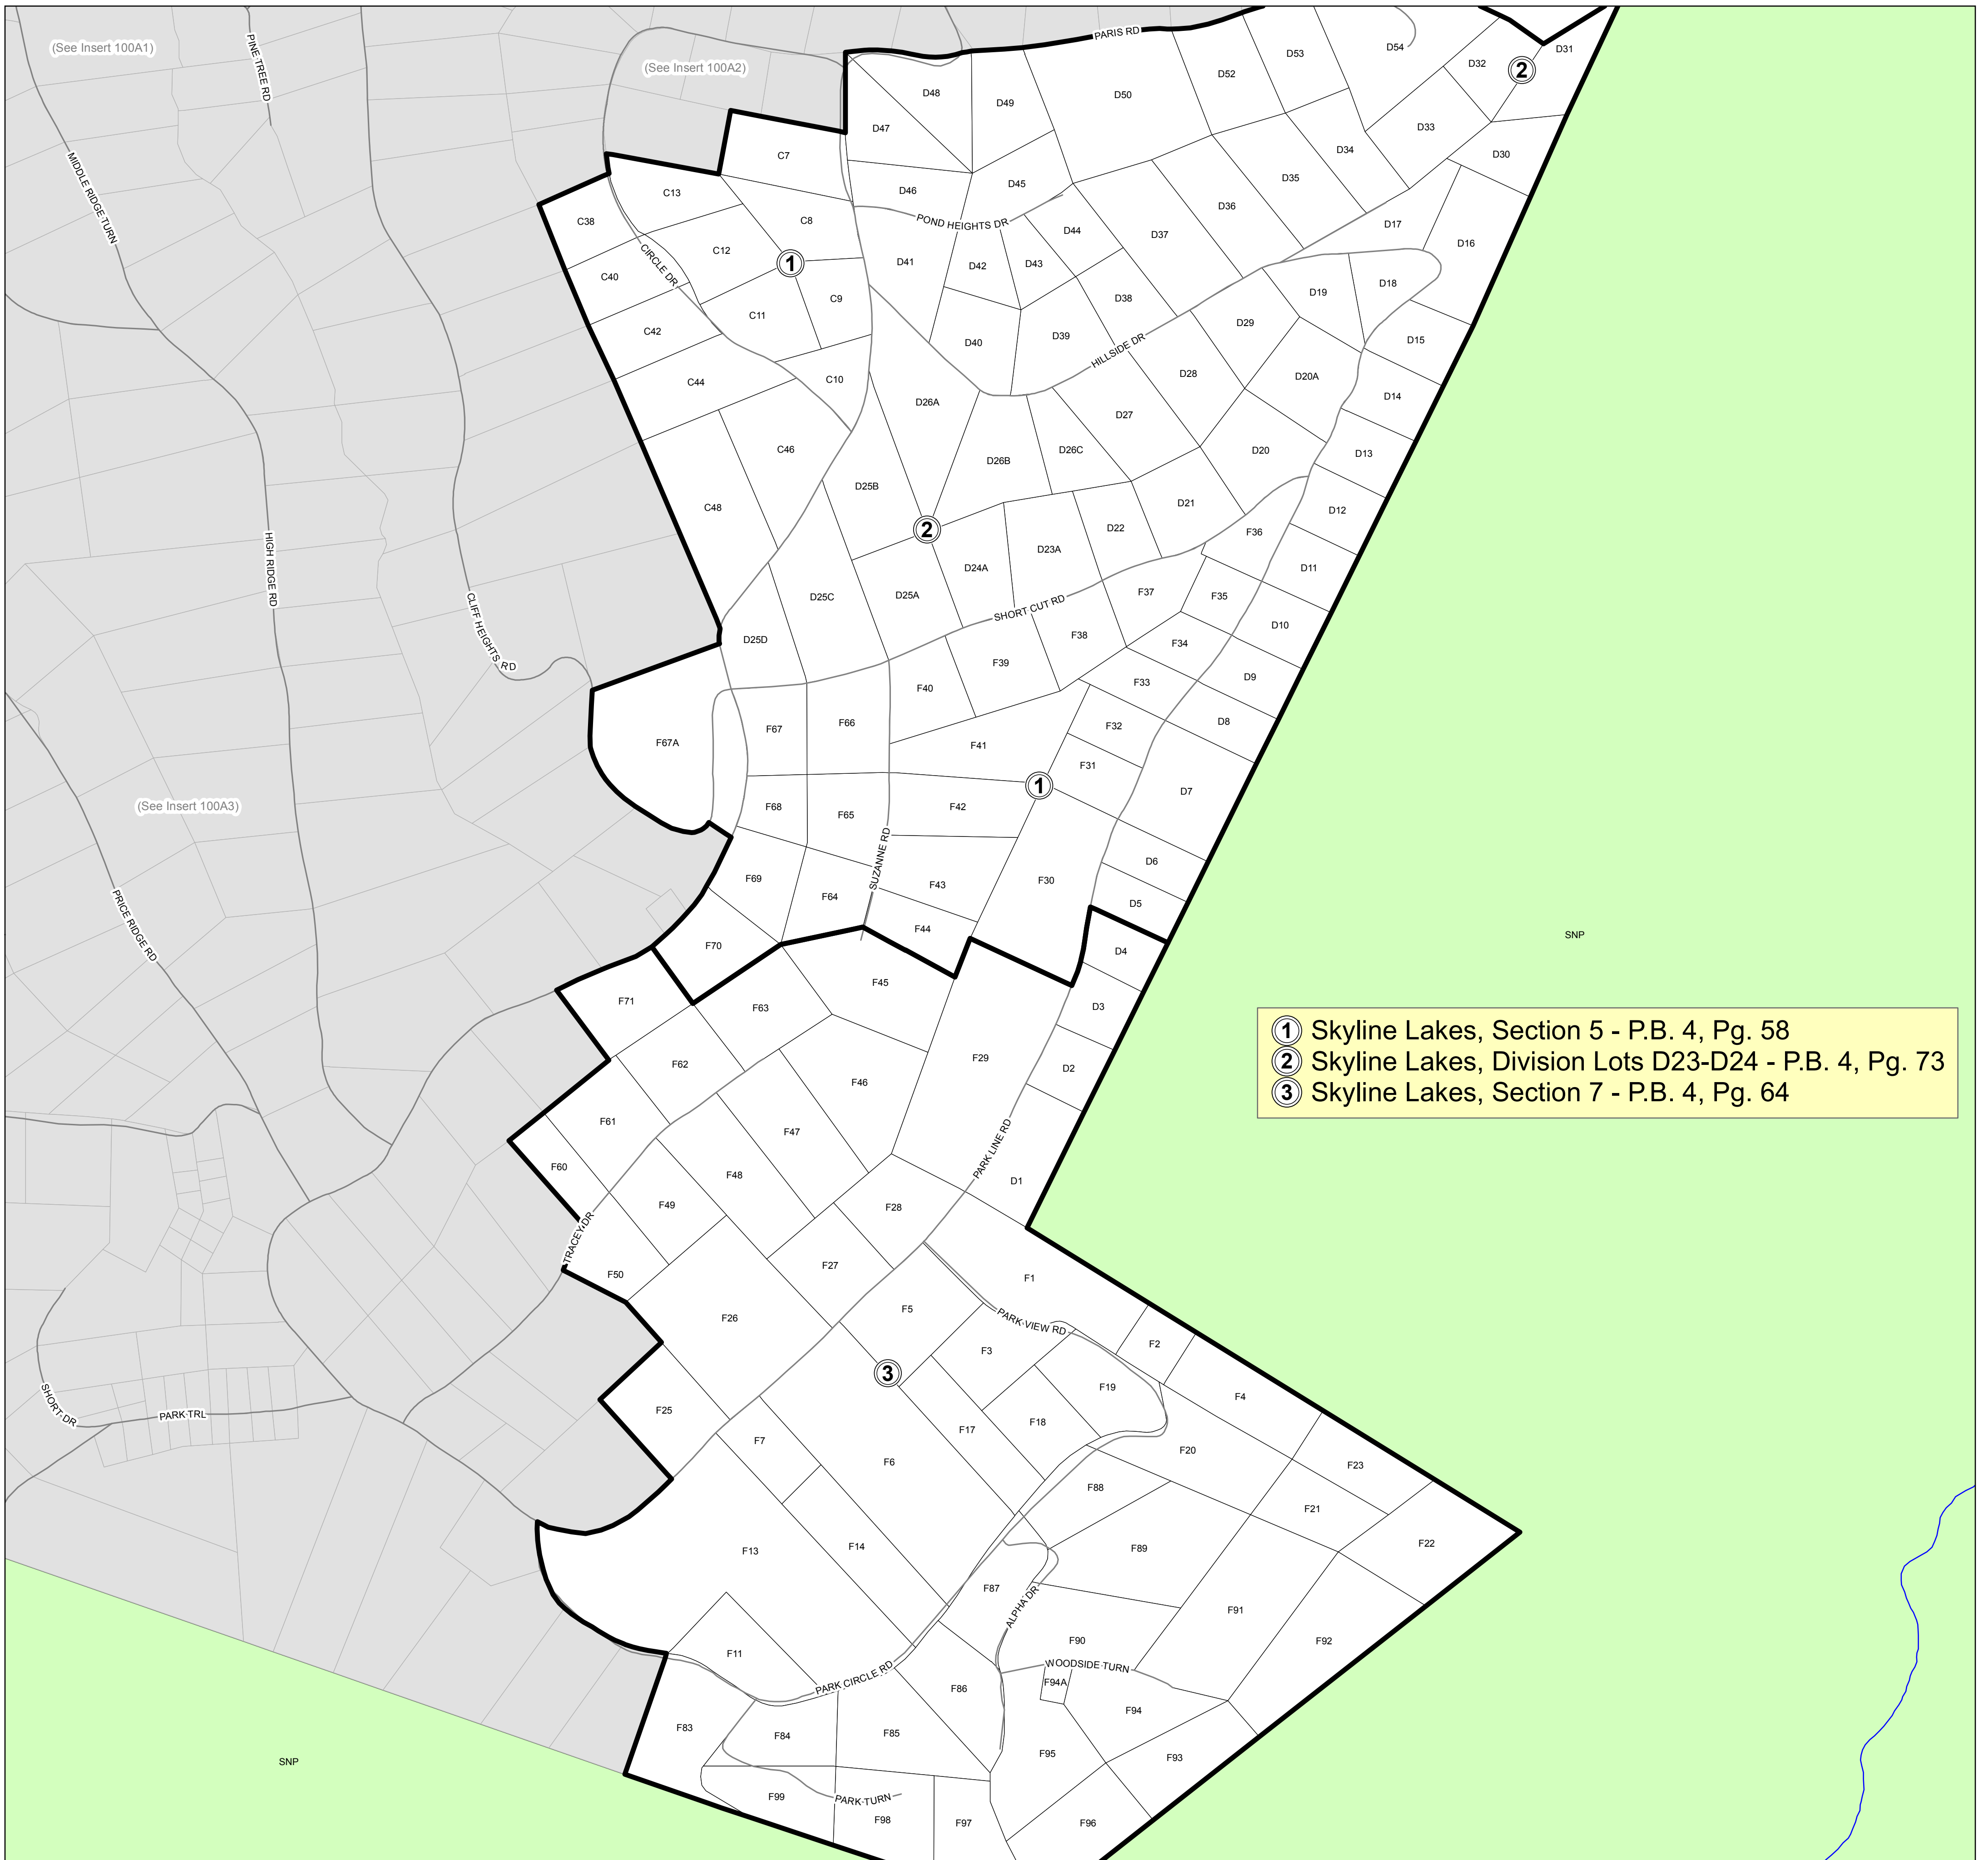 (See Insert 100A1)
PINE TREE RD
(See Insert 100A2)
PARIS RD
D54
D53
D52
D50
D49
D48
D47
D31
2
D32
D33
D30
D34
D35
D36
D37
D17
D16
C7
C13
C38
C8
C12
C40
C42
C11
C9
C44
C10
1
CIRCLE DR
MIDDLE RIDGE TURN
D46
D45
POND HEIGHTS DR
D44
D43
D42
D41
D40
D39
D38
HILLSIDE DR
D29
D28
D27
D19
D18
D15
D20A
D14
D13
D20
D26A
D26B
D26C
D25B
C46
C48
2
D21
D22
D23A
D24A
D25A
D25C
D25D
D12
D11
D10
D9
D8
D7
D6
D5
F36
F35
F34
F33
F32
F31
F37
F38
F39
F40
F41
SHORT CUT RD
HIGH RIDGE RD
CLIFF HEIGHTS RD
F67A
F67
F66
F68
F65
F42
1
F69
F64
F43
F44
F30
F70
SUZANNE RD
(See Insert 100A3)
PRICE RIDGE RD
D4
D3
D2
D1
SNP
F71
F63
F45
F62
F46
F29
F61
F47
F60
F48
F49
F28
F50
F27
F26
TRACEY DR
PARK LINE RD
1 Skyline Lakes, Section 5 - P.B. 4, Pg. 58
2 Skyline Lakes, Division Lots D23-D24 - P.B. 4, Pg. 73
3 Skyline Lakes, Section 7 - P.B. 4, Pg. 64
F1
F5
PARK VIEW RD
F2
F3
3
F4
F19
F18
F17
F20
F25
F7
F6
F23
F21
F22
F88
F89
F13
F14
F87
ALPHA DR
F91
F92
F90
F11
PARK CIRCLE RD
WOODSIDE TURN
F94A
F86
F94
F83
F84
F85
F95
F93
F99
PARK TURN
F98
F97
F96
SHORT DR
PARK TRL
SNP